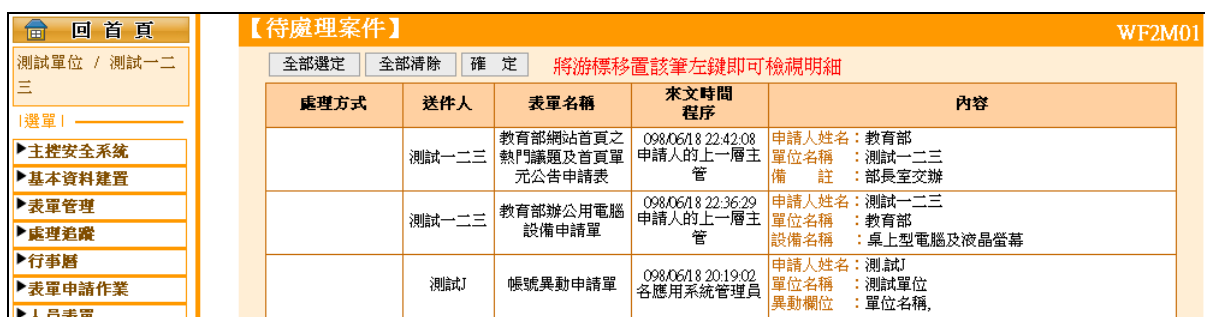 回首頁
測試單位 / 測試一二
三
|選單|
▶主控安全系統
▶基本資料建置
▶表單管理
▶處理追蹤
▶行事曆
▶表單申請作業
▶人員表單
【待處理案件】 WF2M01
全部選定 全部清除 確 定 將游標移置該筆左鍵即可檢視明細
處理方式 送件人 表單名稱 來文時間 內容
程序
測試一二三
教育部網站首頁之
熱門議題及首頁單
元公告申請表
098/06/18 22:42:08
申請人的上一層主
管
申請人姓名：教育部
單位名稱 ：測試一二三
備 註 ：部長室交辦
測試一二三
教育部辦公用電腦
設備申請單
098/06/18 22:36:29
申請人的上一層主
管
申請人姓名：測試一二三
單位名稱 ：教育部
設備名稱 ：桌上型電腦及液晶螢幕
測試J
帳號異動申請單
098/06/18 20:19:02
各應用系統管理員
申請人姓名：測試J
單位名稱 ：測試單位
異動欄位 ：單位名稱,